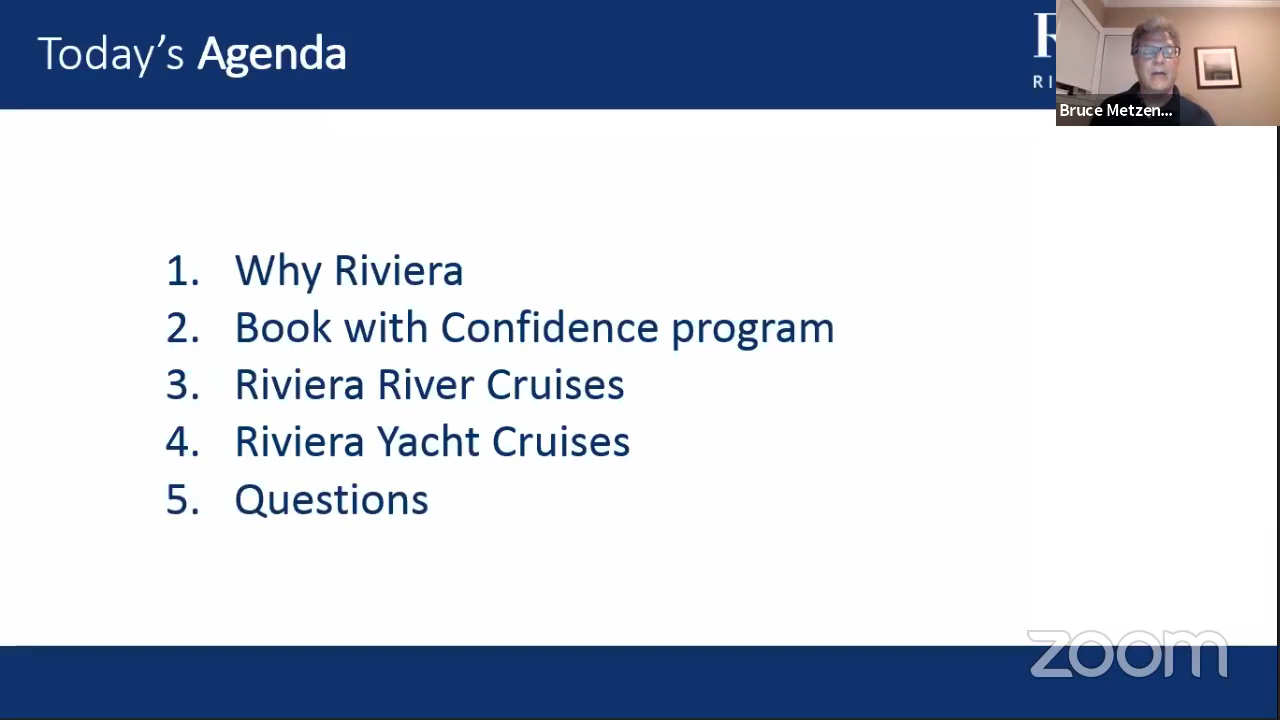 Today's Agenda
R
RI
Bruce Metzen...
1. Why Riviera
2. Book with Confidence program
3. Riviera River Cruises
4. Riviera Yacht Cruises
5. Questions
zoom